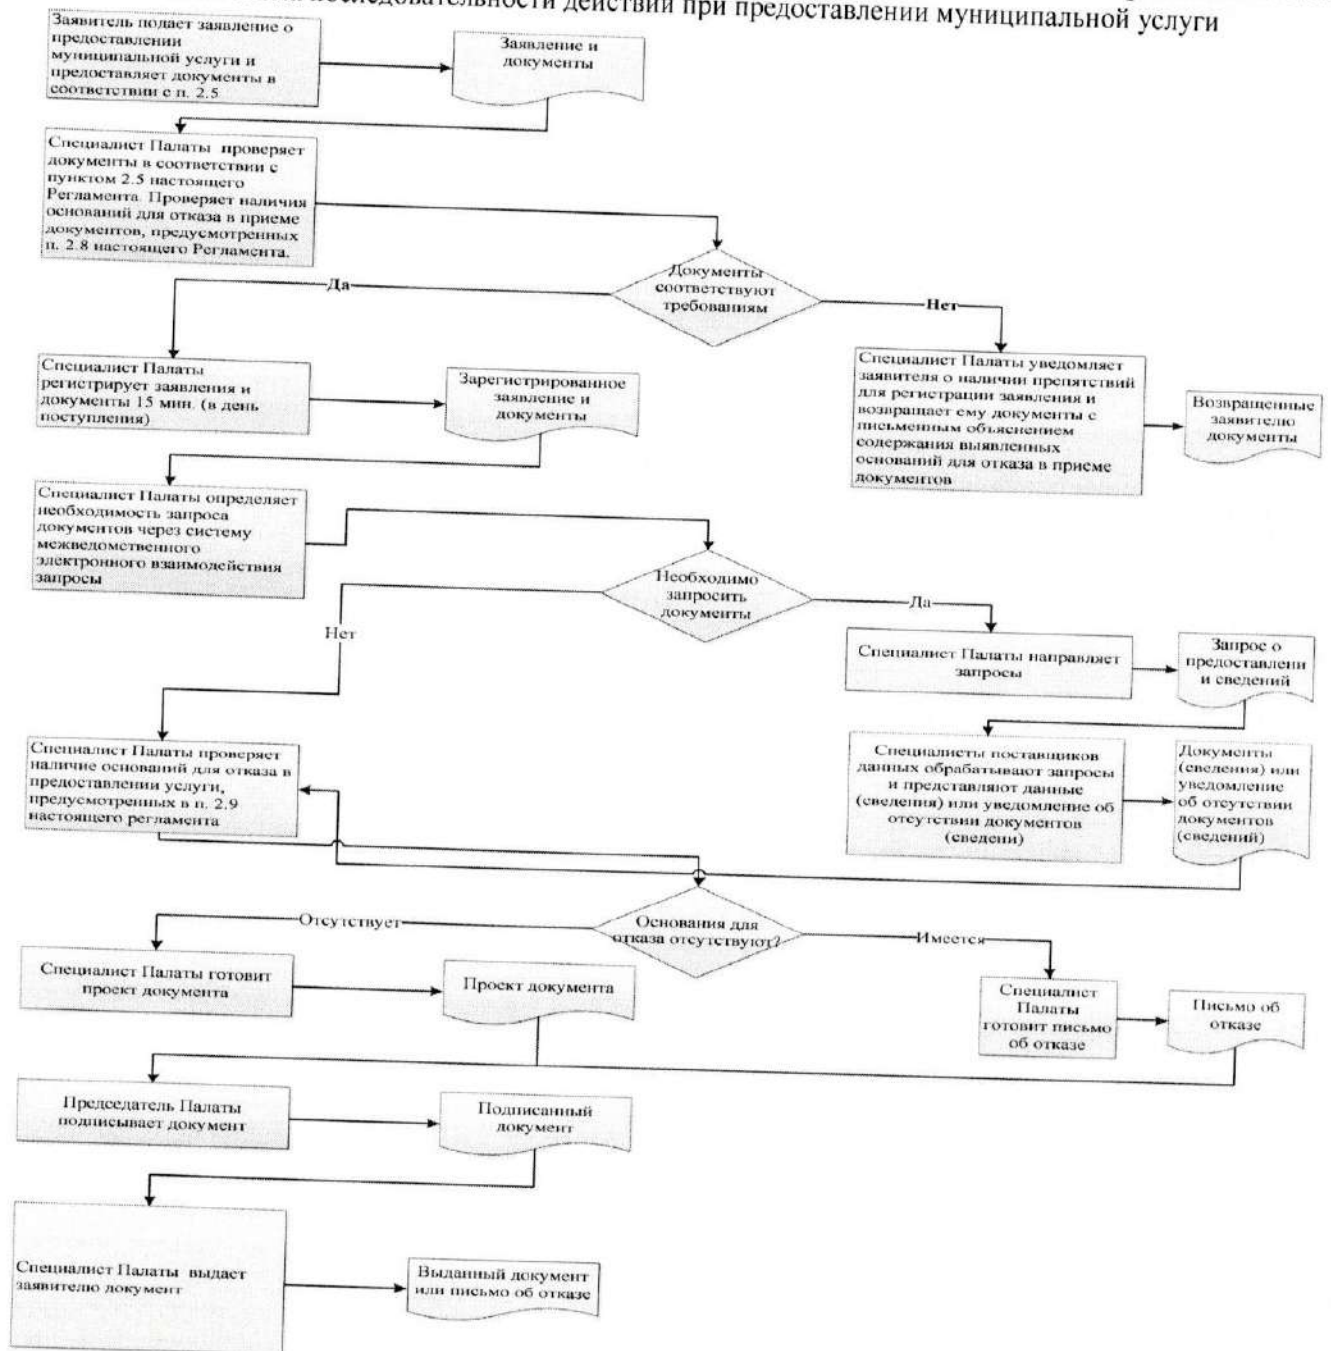 последовательности действий при предоставлении муниципальной услуги
Заявитель подает заявление о
предоставлении
муниципальной услуги и
предоставляет документы в
соответствии с п. 2.5
Заявление и
документы
Специалист Палаты проверяет
документы в соответствии с
пунктом 2.5 настоящего
Регламента. Проверяет наличия
оснований для отказа в приеме
документов, предусмотренных
п. 2.8 настоящего Регламента.
Документы
соответствуют
требованиям
Да
Нет
Специалист Палаты
регистрирует заявления и
документы 15 мин. (в день
поступления)
Зарегистрированное
заявление и
документы
Специалист Палаты уведомляет
заявителя о наличии препятствий
для регистрации заявления и
возвращает ему документы с
письменным объяснением
содержания выявленных
оснований для отказа в приеме
документов
Возвращенные
заявителю
документы
Специалист Палаты определяет
необходимость запроса
документов через систему
межведомственного
электронного взаимодействия
запросы
Необходимо
запросить
документы
Нет
Да
Специалист Палаты направляет
запросы
Запрос о
предоставлени
и сведений
Специалист Палаты проверяет
наличие оснований для отказа в
предоставлении услуги,
предусмотренных в п. 2.9
настоящего регламента
Специалисты поставщиков
данных обрабатывают запросы
и представляют данные
(сведения) или уведомление об
отсутствии документов
(сведени)
Документы
(сведения) или
уведомление
об отсутствии
документов
(сведений)
Основания для
отказа отсутствуют?
Отсутствует
Имеется
Специалист Палаты готовит
проект документа
Проект документа
Специалист
Палаты
готовит письмо
об отказе
Письмо об
отказе
Председатель Палаты
подписывает документ
Подписанный
документ
Специалист Палаты выдает
заявителю документ
Выданный документ
или письмо об отказе